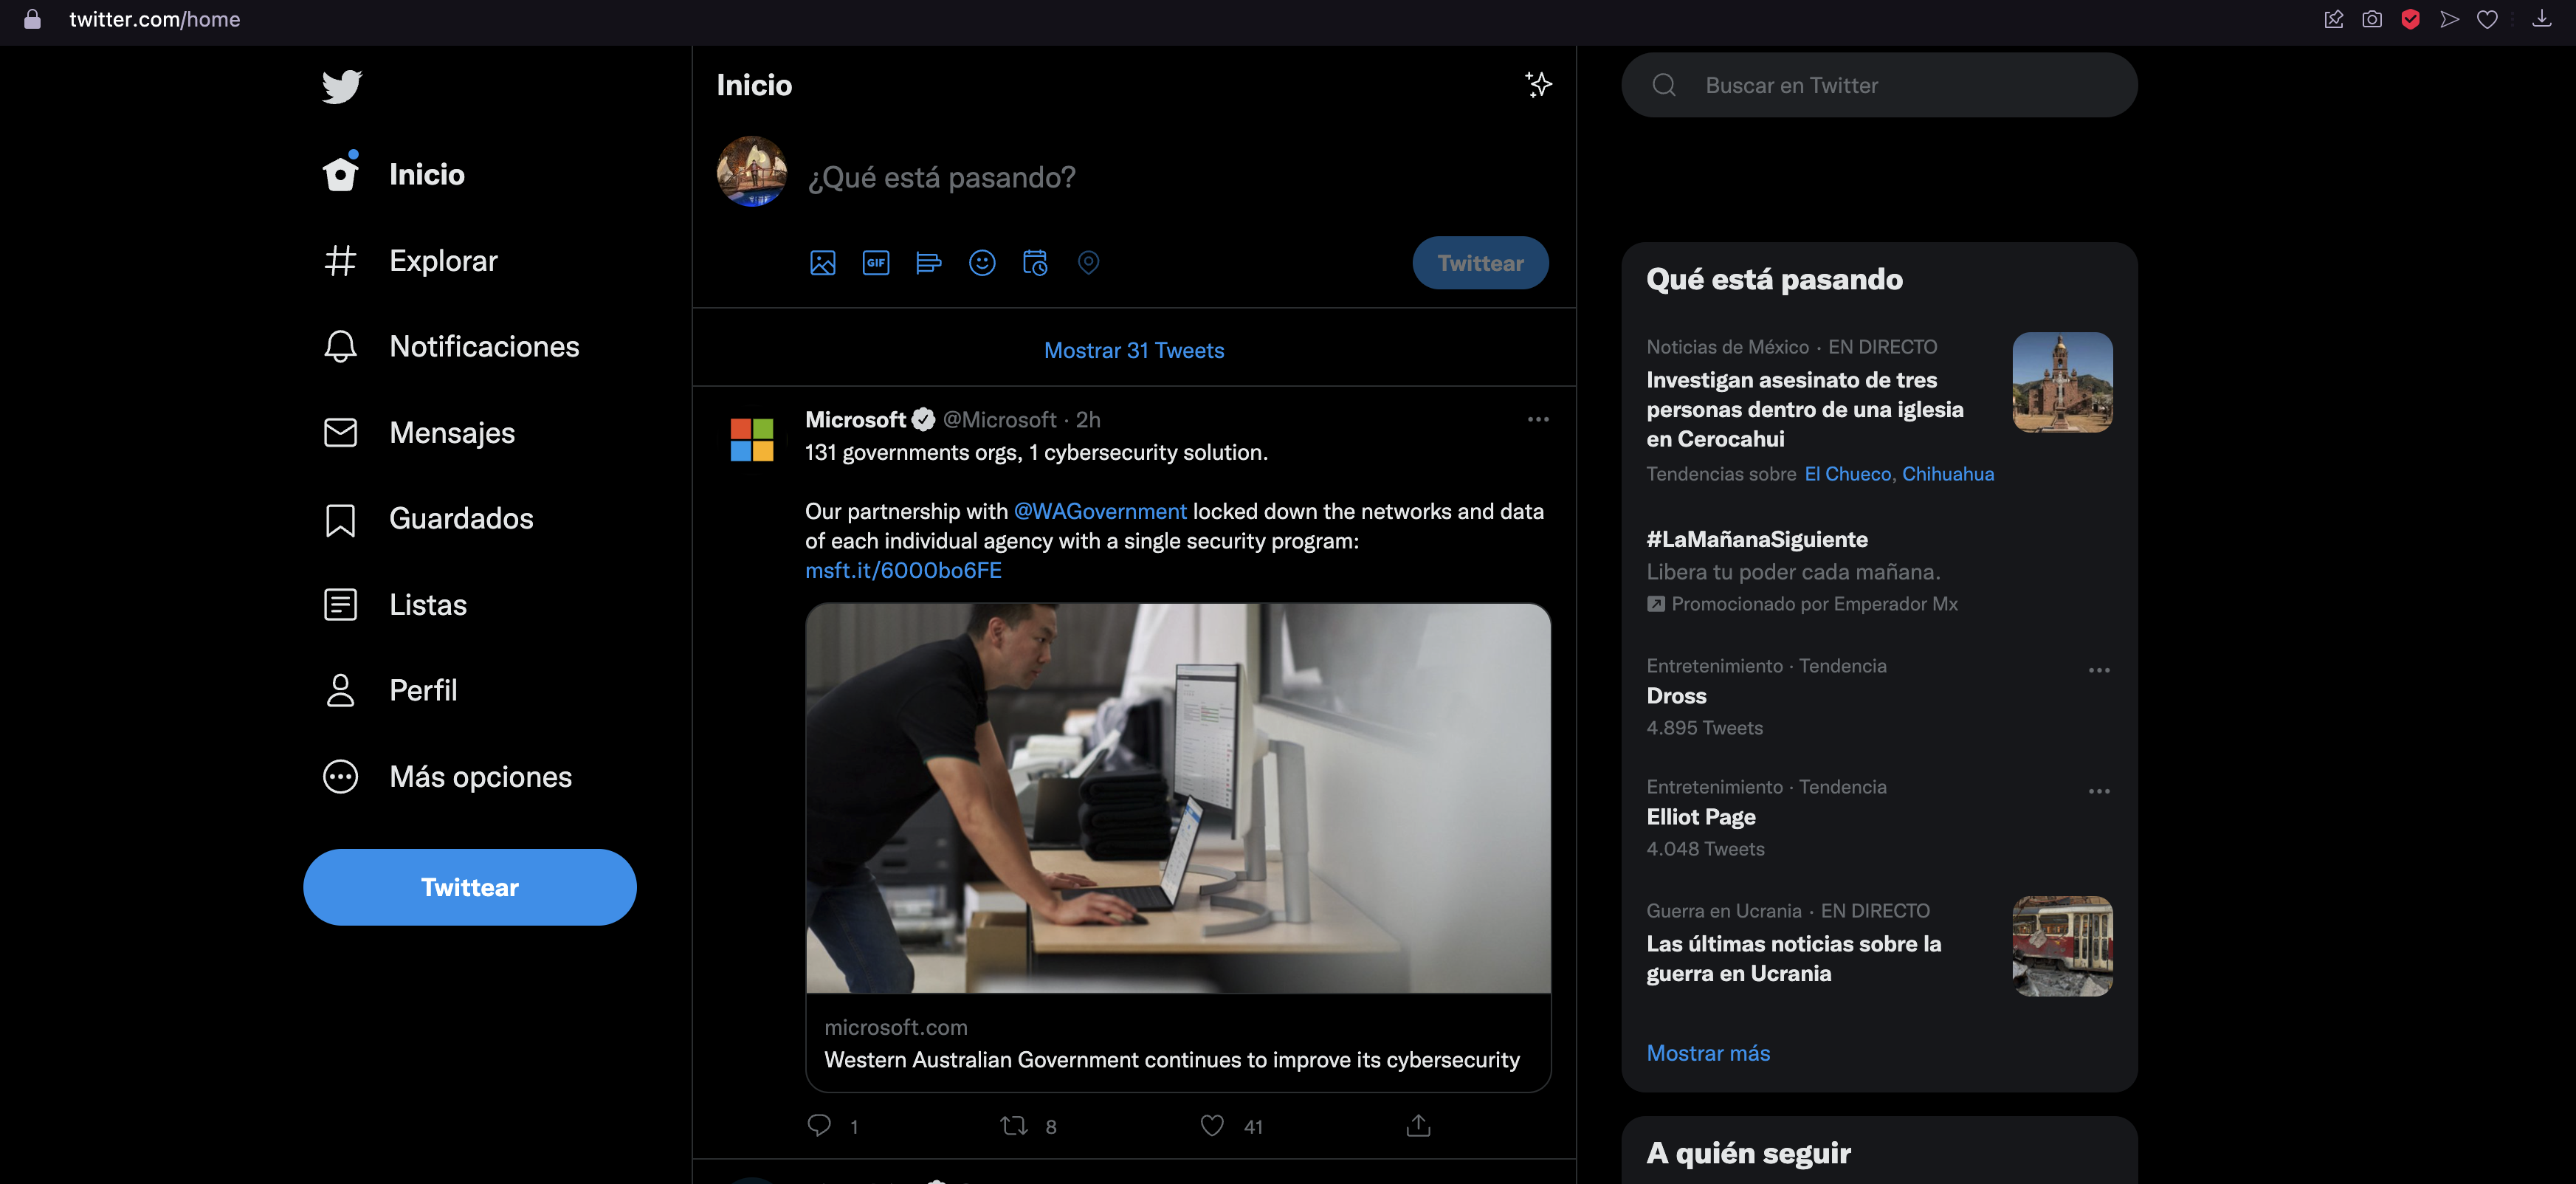 twitter.com/home
Inicio
Explorar
Notificaciones
Mensajes
Guardados
Listas
Perfil
Más opciones
Twittear
Inicio
¿Qué está pasando?
GIF
Twittear
Mostrar 31 Tweets
Microsoft @Microsoft · 2h
131 governments orgs, 1 cybersecurity solution.
Our partnership with @WAGovernment locked down the networks and data
of each individual agency with a single security program:
msft.it/6000bo6FE
microsoft.com
Western Australian Government continues to improve its cybersecurity
1 8 41
Buscar en Twitter
Qué está pasando
Noticias de México · EN DIRECTO
Investigan asesinato de tres
personas dentro de una iglesia
en Cerocahui
Tendencias sobre El Chueco, Chihuahua
#LaMañanaSiguiente
Libera tu poder cada mañana.
Promocionado por Emperador Mx
Entretenimiento · Tendencia
Dross
4.895 Tweets
Entretenimiento · Tendencia
Elliot Page
4.048 Tweets
Guerra en Ucrania · EN DIRECTO
Las últimas noticias sobre la
guerra en Ucrania
Mostrar más
A quién seguir